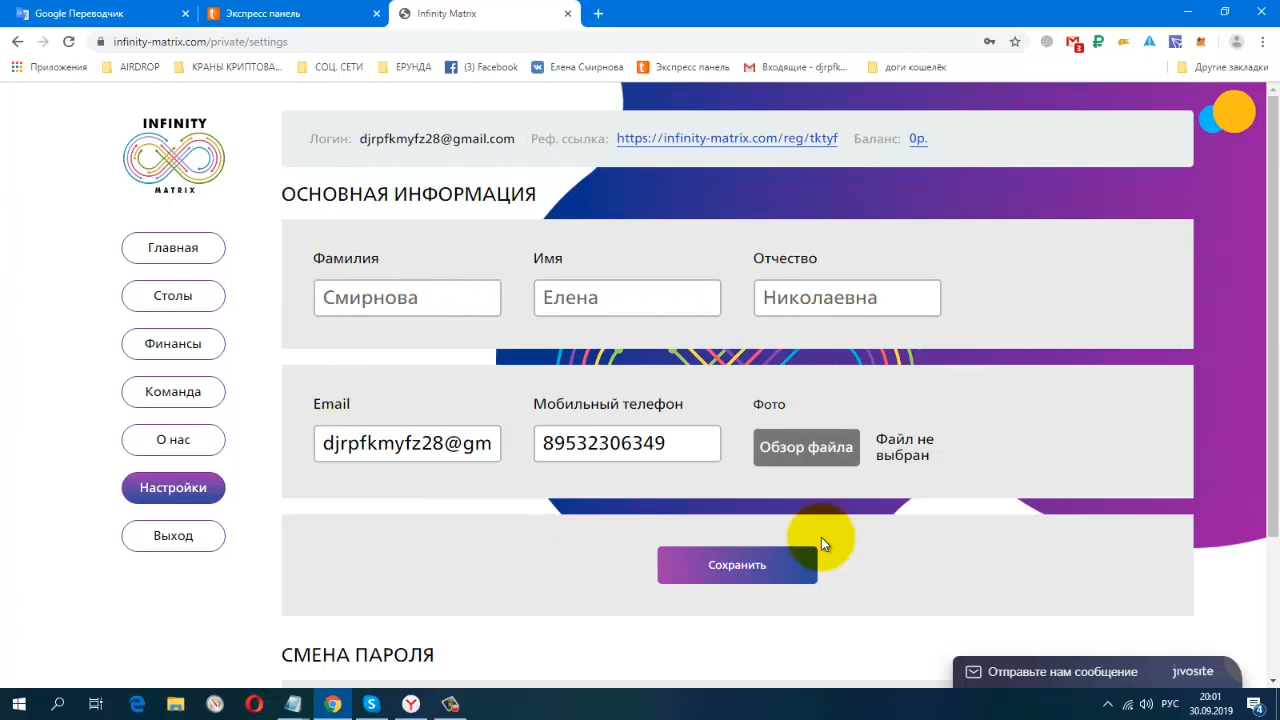 Google Переводчик
Экспресс панель
Infinity Matrix
infinity-matrix.com/private/settings
3
Приложения
AIRDROP
КРАНЫ КРИПТОВА...
СОЦ. СЕТИ
ЕРУНДА
(3) Facebook
Елена Смирнова
Экспресс панель
Входящие - djrpfk...
доги кошелёк
Другие закладки
INFINITY
MATRIX
Логин: djrpfkmyfz28@gmail.com Реф. ссылка: https://infinity-matrix.com/reg/tktyf Баланс: 0р.
ОСНОВНАЯ ИНФОРМАЦИЯ
Главная
Столы
Финансы
Команда
О нас
Настройки
Выход
Фамилия Имя Отчество
Смирнова Елена Николаевна
Email Мобильный телефон Фото
djrpfkmyfz28@gm 89532306349 Обзор файла Файл не
выбран
Сохранить
СМЕНА ПАРОЛЯ
Отправьте нам сообщение jivosite
РУС
20:01
30.09.2019
4